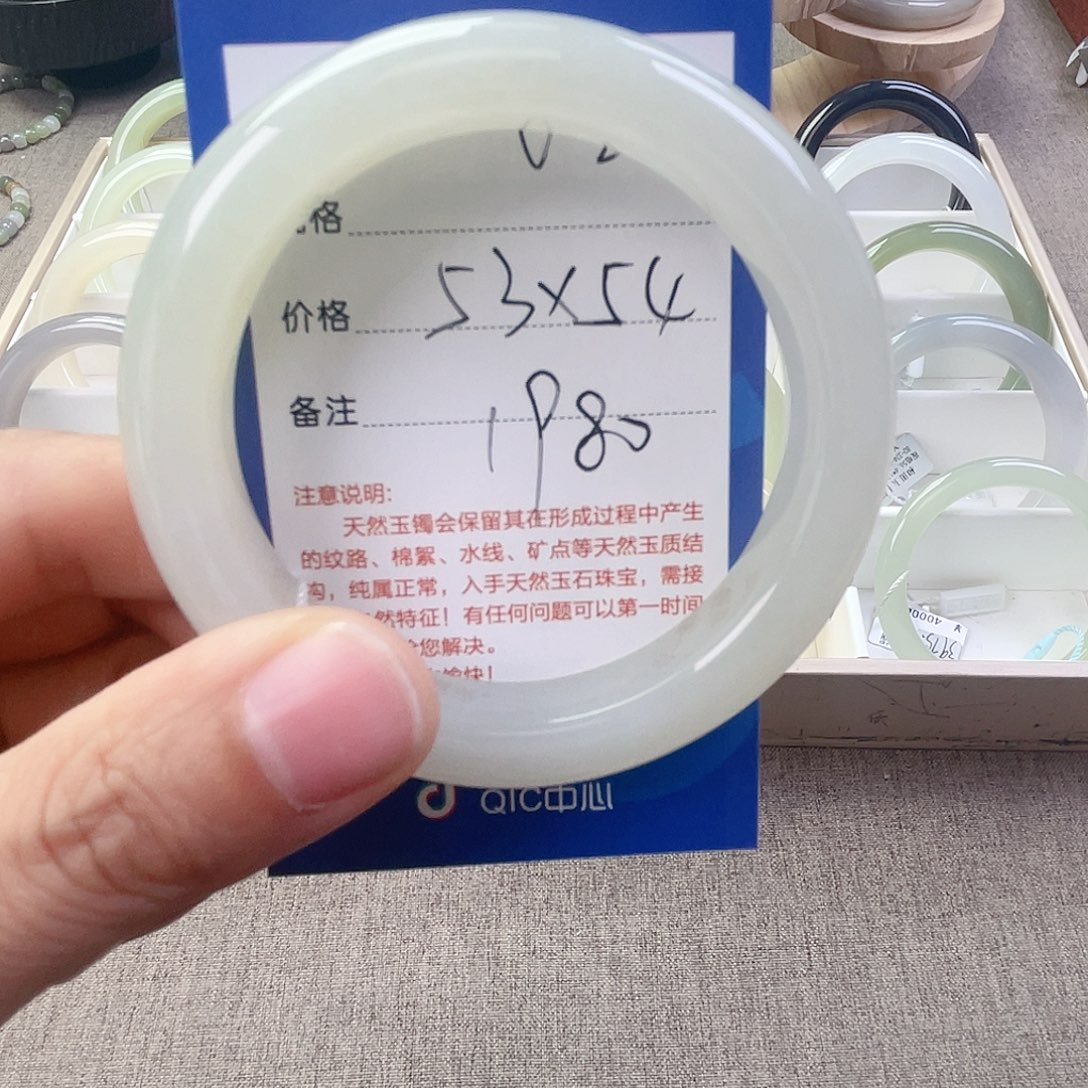 格
价格 53x54
备注 1980
注意说明:
天然玉镯会保留其在形成过程中产生
的纹路、棉絮、水线、矿点等天然玉质结
构，纯属正常，入手天然玉石珠宝，需接
然特征！有任何问题可以第一时间
您解决。
愉快！
QIC中心
¥ 4000